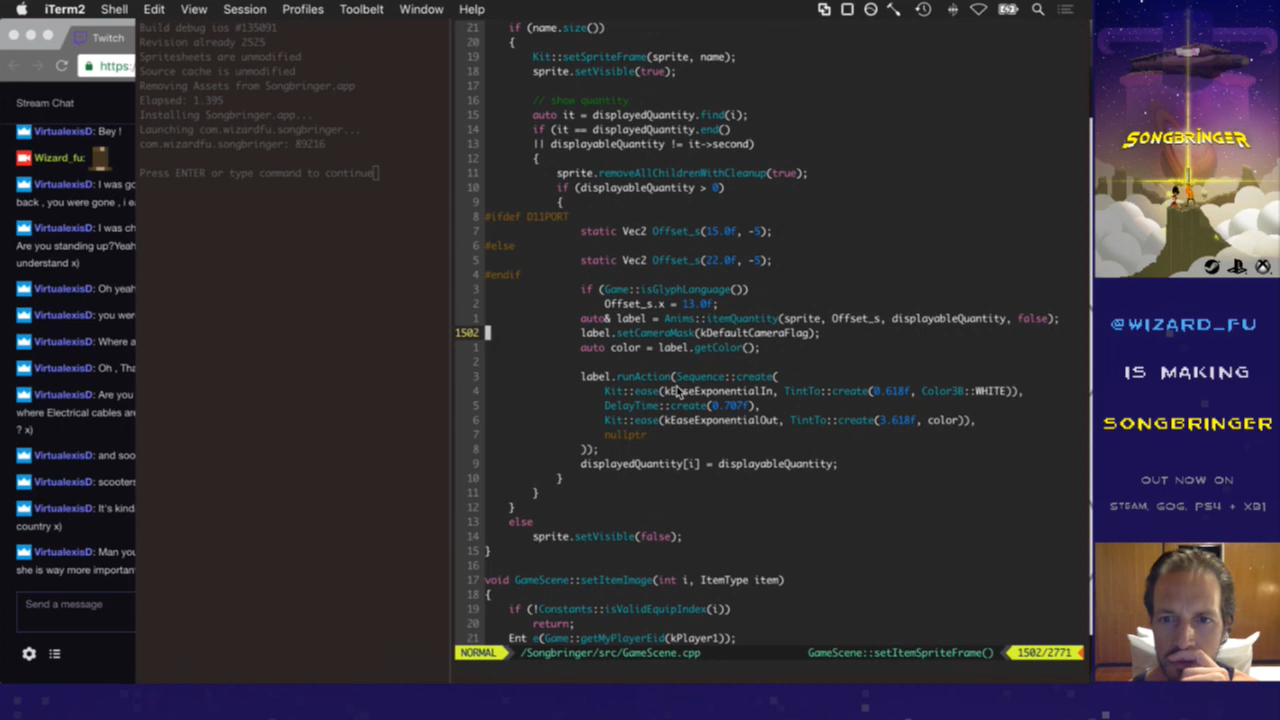 iTerm2 Shell Edit View Session Profiles Toolbelt Window Help
Twitch
https:
Stream Chat
VirtualexisD: Bey !
Wizard_fu:
VirtualexisD: I was go
back , you were gone , i ea
VirtualexisD: I was ch
Are you standing up?Yeah
understand x)
VirtualexisD: Oh yeah
VirtualexisD: you were
VirtualexisD: Where a
VirtualexisD: Oh , Tha
VirtualexisD: Are you
where Electrical cables are
? x)
VirtualexisD: and soo
VirtualexisD: scooters
VirtualexisD: It's kind
country x)
VirtualexisD: Man you
she is way more important
Send a message
Build debug ios #135091
Revision already 2525
Spritesheets are unmodified
Source cache is unmodified
Removing Assets from Songbringer.app
Elapsed: 1.395
Installing Songbringer.app...
Launching com.wizardfu.songbringer...
com.wizardfu.songbringer: 89216
Press ENTER or type command to continue
21 if (name.size())
20 {
19 Kit::setSpriteFrame(sprite, name);
18 sprite.setVisible(true);
17
16 // show quantity
15 auto it = displayedQuantity.find(i);
14 if (it == displayedQuantity.end()
13 || displayableQuantity != it->second)
12 {
11 sprite.removeAllChildrenWithCleanup(true);
10 if (displayableQuantity > 0)
9 {
8 #ifdef D11PORT
7 static Vec2 Offset_s(15.0f, -5);
6 #else
5 static Vec2 Offset_s(22.0f, -5);
4 #endif
3 if (Game::isGlyphLanguage())
2 Offset_s.x = 13.0f;
1 auto& label = Anims::itemQuantity(sprite, Offset_s, displayableQuantity, false);
1502 label.setCameraMask(kDefaultCameraFlag);
1 auto color = label.getColor();
2
3 label.runAction(Sequence::create(
4 Kit::ease(kEaseExponentialIn, TintTo::create(0.618f, Color3B::WHITE)),
5 DelayTime::create(0.707f),
6 Kit::ease(kEaseExponentialOut, TintTo::create(3.618f, color)),
7 nullptr
8 ));
9 displayedQuantity[i] = displayableQuantity;
10 }
11 }
12 }
13 else
14 sprite.setVisible(false);
15 }
16
17 void GameScene::setItemImage(int i, ItemType item)
18 {
19 if (!Constants::isValidEquipIndex(i))
20 return;
21 Ent e(Game::getMyPlayerEid(kPlayer1));
NORMAL /Songbringer/src/GameScene.cpp GameScene::setItemSpriteFrame() 1502/2771
SONGBRINGER
@WIZARD_FU
IS MAKING
SONGBRINGER
OUT NOW ON
STEAM, GOG, PS4 + XB1